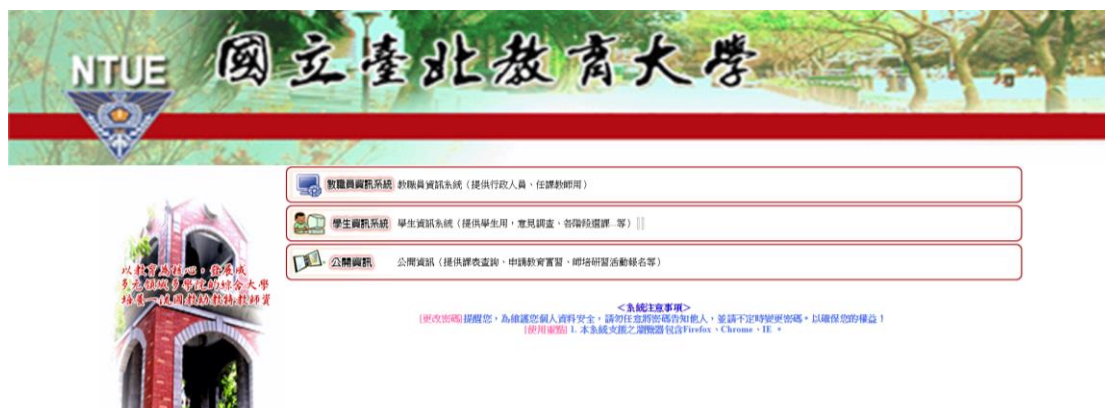 NTUE
國立臺北教育大學
教職員資訊系統 教職員資訊系統（提供行政人員、任課教師用）
學生資訊系統 學生資訊系統（提供學生用，意見調查、各階段選課...等）
公開資訊 公開資訊（提供課表查詢、申請教育實習、師培研習活動報名等）
以教育為核心，發展成
多元領域多學院的綜合大學
培養一流國教幼教特教師資
<系統注意事項>
[更改密碼]提醒您，為維護您個人資料安全，請勿任意將密碼告知他人，並請不定時變更密碼。以確保您的權益！
[使用重點] 1. 本系統支援之瀏覽器包含Firefox、Chrome、IE 。